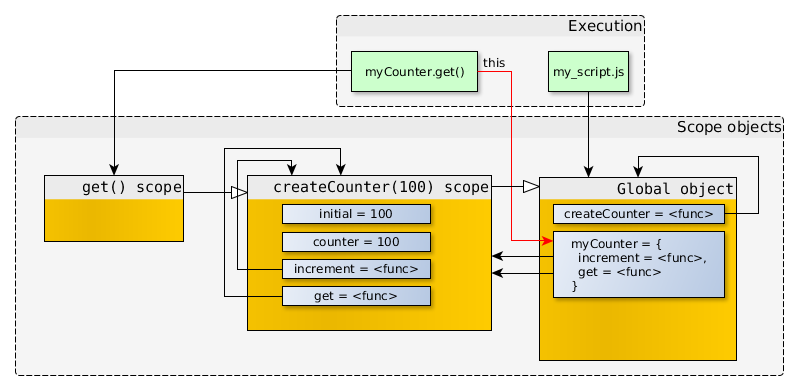 Execution
myCounter.get()
this
my_script.js
Scope objects
get() scope
createCounter(100) scope
initial = 100
counter = 100
increment = <func>
get = <func>
Global object
createCounter = <func>
myCounter = {
increment = <func>,
get = <func>
}